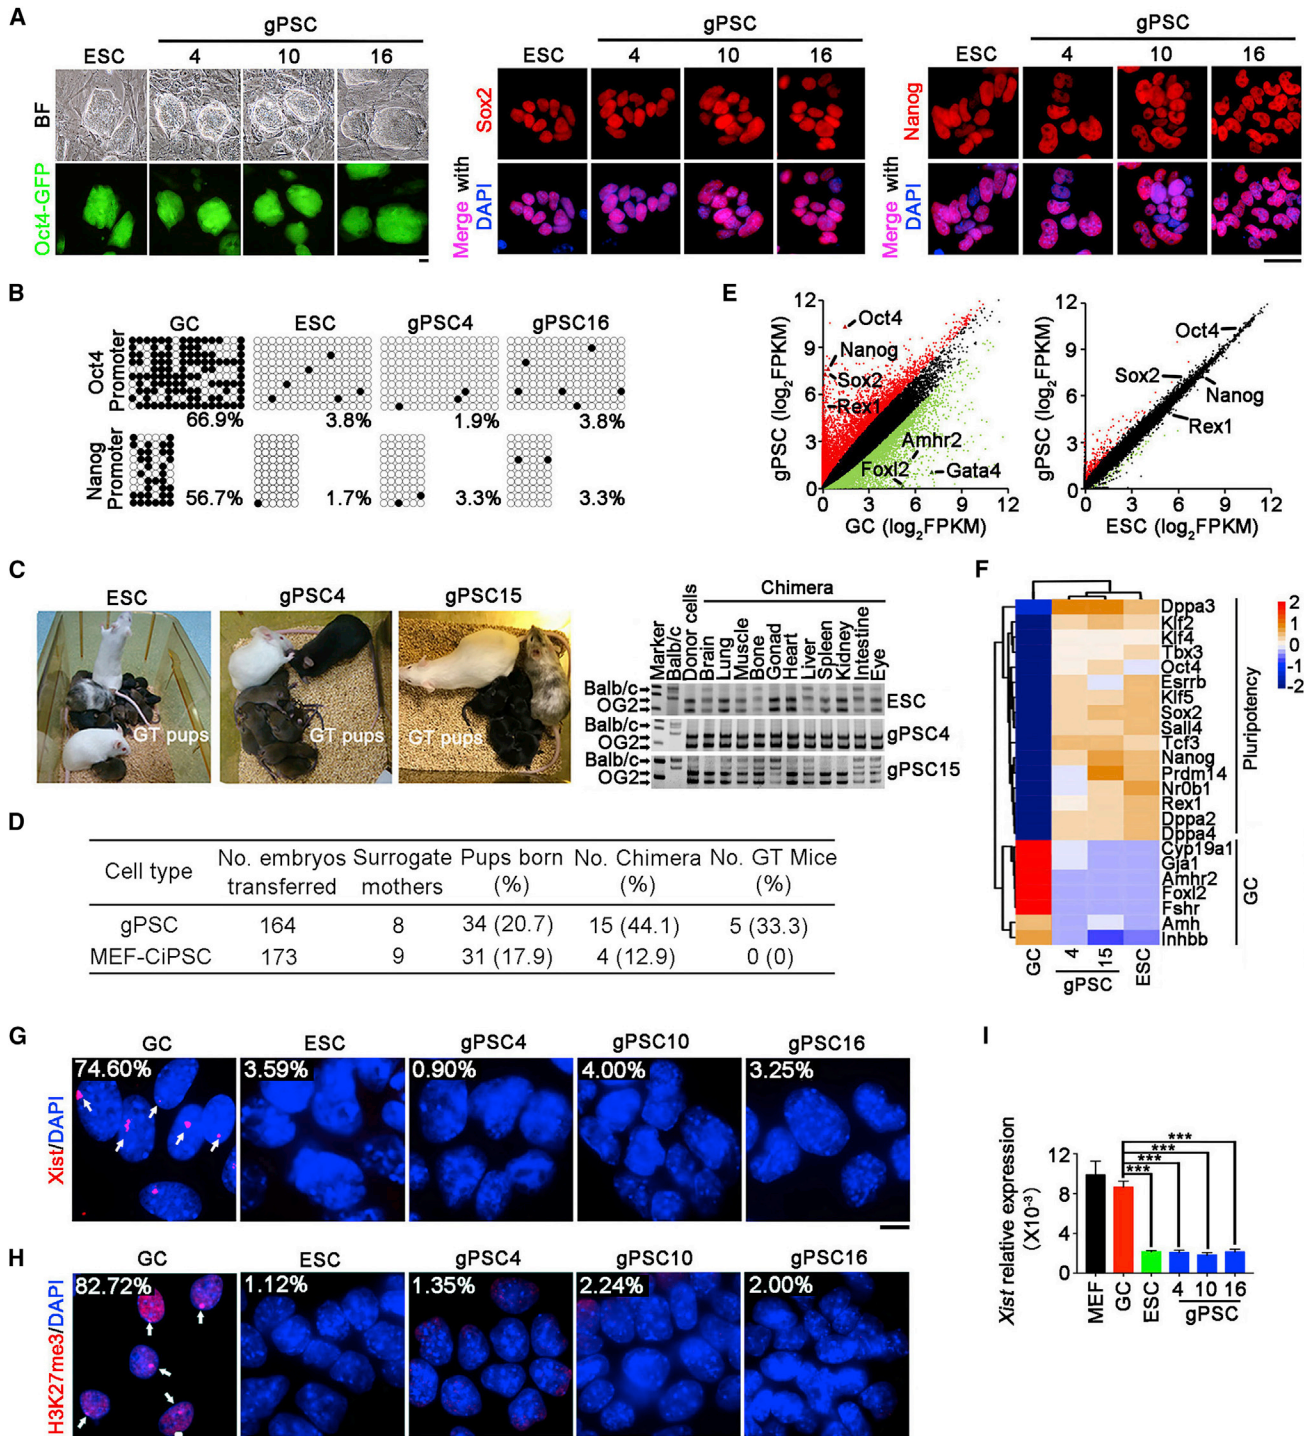 A
gPSC
ESC 4 10 16
BF
Oct4-GFP
gPSC
ESC 4 10 16
Sox2
Merge with
DAPI
gPSC
ESC 4 10 16
Nanog
Merge with
DAPI
B
GC ESC gPSC4 gPSC16
Oct4
Promoter
66.9% 3.8% 1.9% 3.8%
Nanog
Promoter
56.7% 1.7% 3.3% 3.3%
E
gPSC (log2FPKM)
12
9
6
3
0
Oct4
Nanog
Sox2
Rex1
Amhr2
Foxl2
Gata4
0 3 6 9 12
GC (log2FPKM)
gPSC (log2FPKM)
12
9
6
3
0
Oct4
Sox2
Nanog
Rex1
0 3 6 9 12
ESC (log2FPKM)
C
ESC gPSC4 gPSC15
GT pups GT pups GT pups
Chimera
Marker
Balb/c
Donor cells
Brain
Lung
Muscle
Bone
Gonad
Heart
Liver
Spleen
Kidney
Intestine
Eye
Balb/c
OG2
ESC
Balb/c
OG2
gPSC4
Balb/c
OG2
gPSC15
D
Cell type No. embryos transferred Surrogate mothers Pups born (%) No. Chimera (%) No. GT Mice (%)
gPSC 164 8 34 (20.7) 15 (44.1) 5 (33.3)
MEF-CiPSC 173 9 31 (17.9) 4 (12.9) 0 (0)
F
Dppa3
Klf2
Klf4
Tbx3
Oct4
Esrrb
Klf5
Sox2
Sall4
Tcf3
Nanog
Prdm14
Nr0b1
Rex1
Dppa2
Dppa4
Cyp19a1
Gja1
Amhr2
Foxl2
Fshr
Amh
Inhbb
Pluripotency
GC
2
1
0
-1
-2
GC 4 15 ESC
gPSC
G
GC ESC gPSC4 gPSC10 gPSC16
Xist/DAPI
74.60% 3.59% 0.90% 4.00% 3.25%
H
GC ESC gPSC4 gPSC10 gPSC16
H3K27me3/DAPI
82.72% 1.12% 1.35% 2.24% 2.00%
I
Xist relative expression
(X10-3)
12
8
4
0
***
***
***
***
MEF GC ESC 4 10 16
gPSC